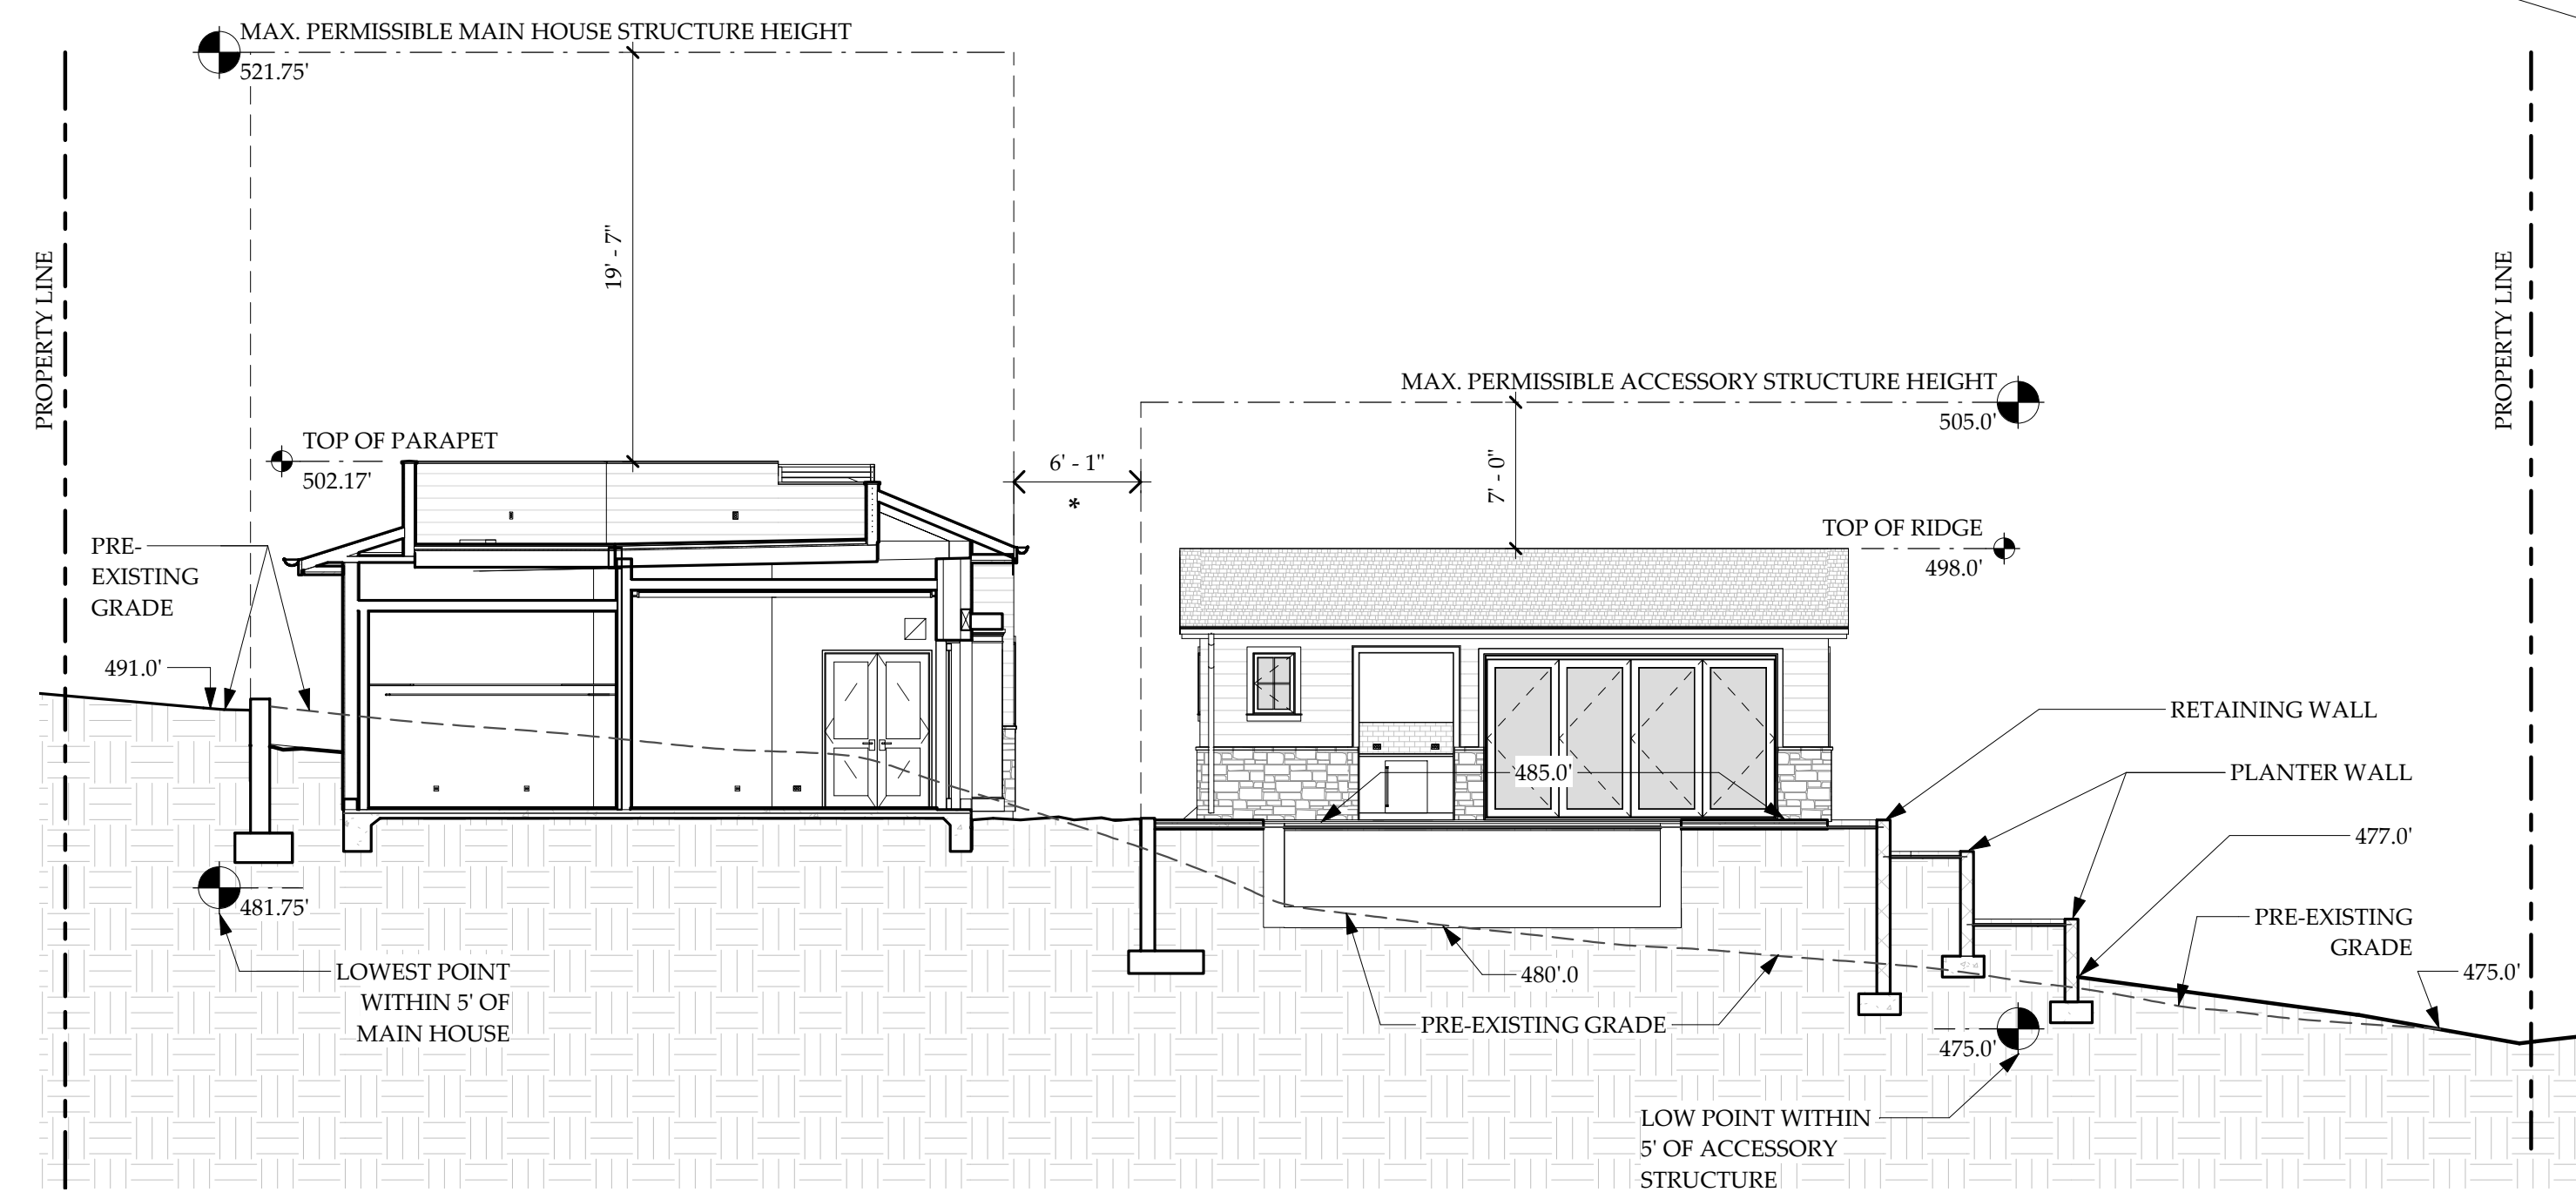 MAX. PERMISSIBLE MAIN HOUSE STRUCTURE HEIGHT
521.75'
PROPERTY LINE
19' - 7"
TOP OF PARAPET
502.17'
PRE-
EXISTING
GRADE
491.0'
6' - 1"
*
MAX. PERMISSIBLE ACCESSORY STRUCTURE HEIGHT
505.0'
7' - 0"
TOP OF RIDGE
498.0'
PROPERTY LINE
485.0'
RETAINING WALL
PLANTER WALL
477.0'
PRE-EXISTING
GRADE
475.0'
481.75'
LOWEST POINT
WITHIN 5' OF
MAIN HOUSE
480'.0
PRE-EXISTING GRADE
475.0'
LOW POINT WITHIN
5' OF ACCESSORY
STRUCTURE